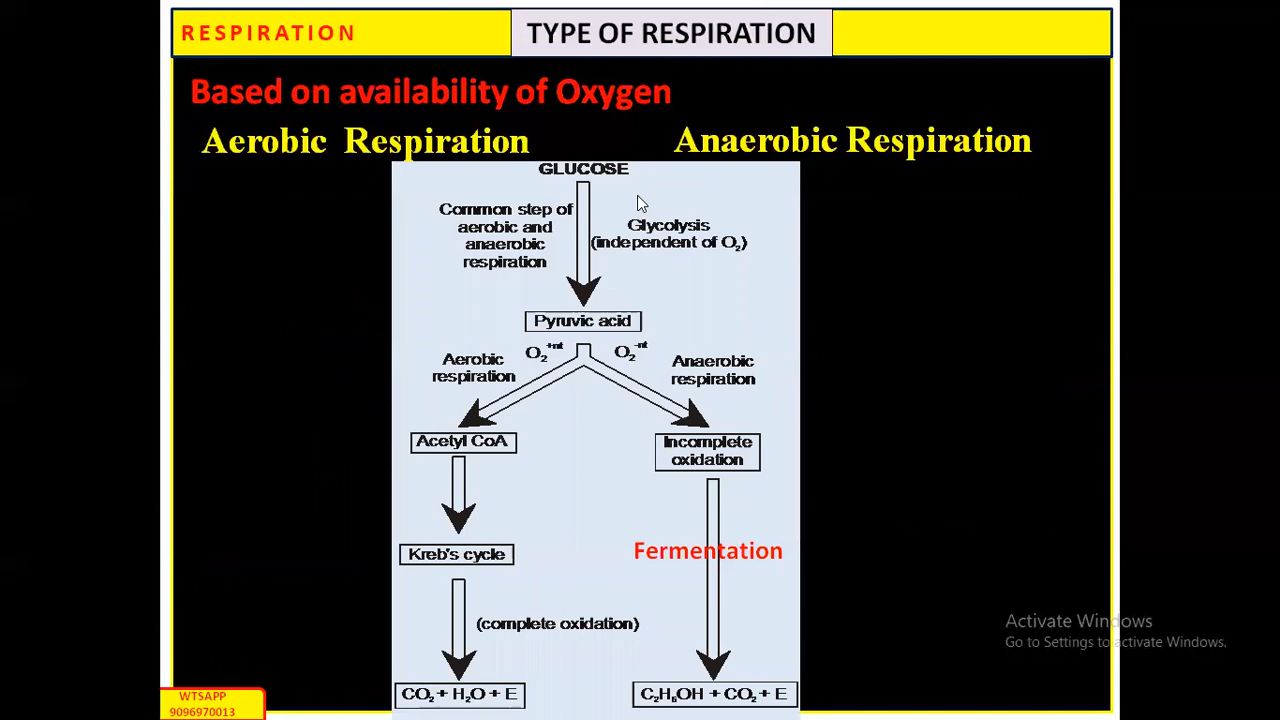 RESPIRATION
TYPE OF RESPIRATION
Based on availability of Oxygen
Aerobic Respiration
Anaerobic Respiration
GLUCOSE
Common step of
aerobic and
anaerobic
respiration
Glycolysis
(independent of O₂)
Pyruvic acid
O₂⁺ⁿᵗ
O₂⁻ⁿᵗ
Aerobic
respiration
Anaerobic
respiration
Acetyl CoA
Incomplete
oxidation
Kreb's cycle
Fermentation
(complete oxidation)
CO₂ + H₂O + E
C₂H₅OH + CO₂ + E
Activate Windows
Go to Settings to activate Windows.
WTSAPP
9096970013